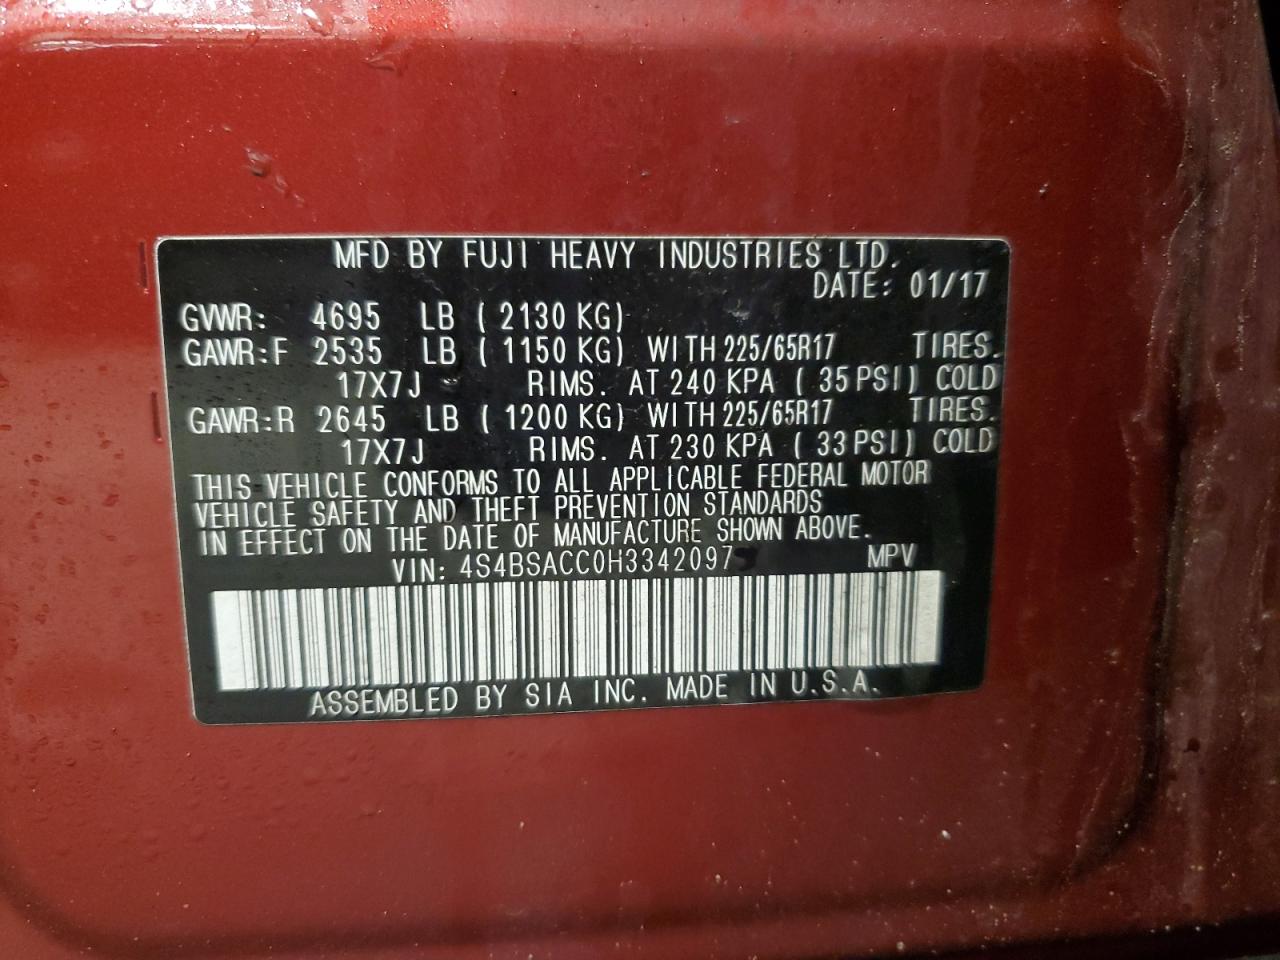 MFD BY FUJI HEAVY INDUSTRIES LTD.
DATE: 01/17
GVWR: 4695 LB ( 2130 KG)
GAWR:F 2535 LB ( 1150 KG) WITH 225/65R17 TIRES.
17X7J RIMS. AT 240 KPA ( 35 PSI) COLD
GAWR:R 2645 LB ( 1200 KG) WITH 225/65R17 TIRES.
17X7J RIMS. AT 230 KPA ( 33 PSI) COLD
THIS VEHICLE CONFORMS TO ALL APPLICABLE FEDERAL MOTOR
VEHICLE SAFETY AND THEFT PREVENTION STANDARDS
IN EFFECT ON THE DATE OF MANUFACTURE SHOWN ABOVE.
VIN: 4S4BSACC0H3342097 MPV
ASSEMBLED BY SIA INC. MADE IN U.S.A.